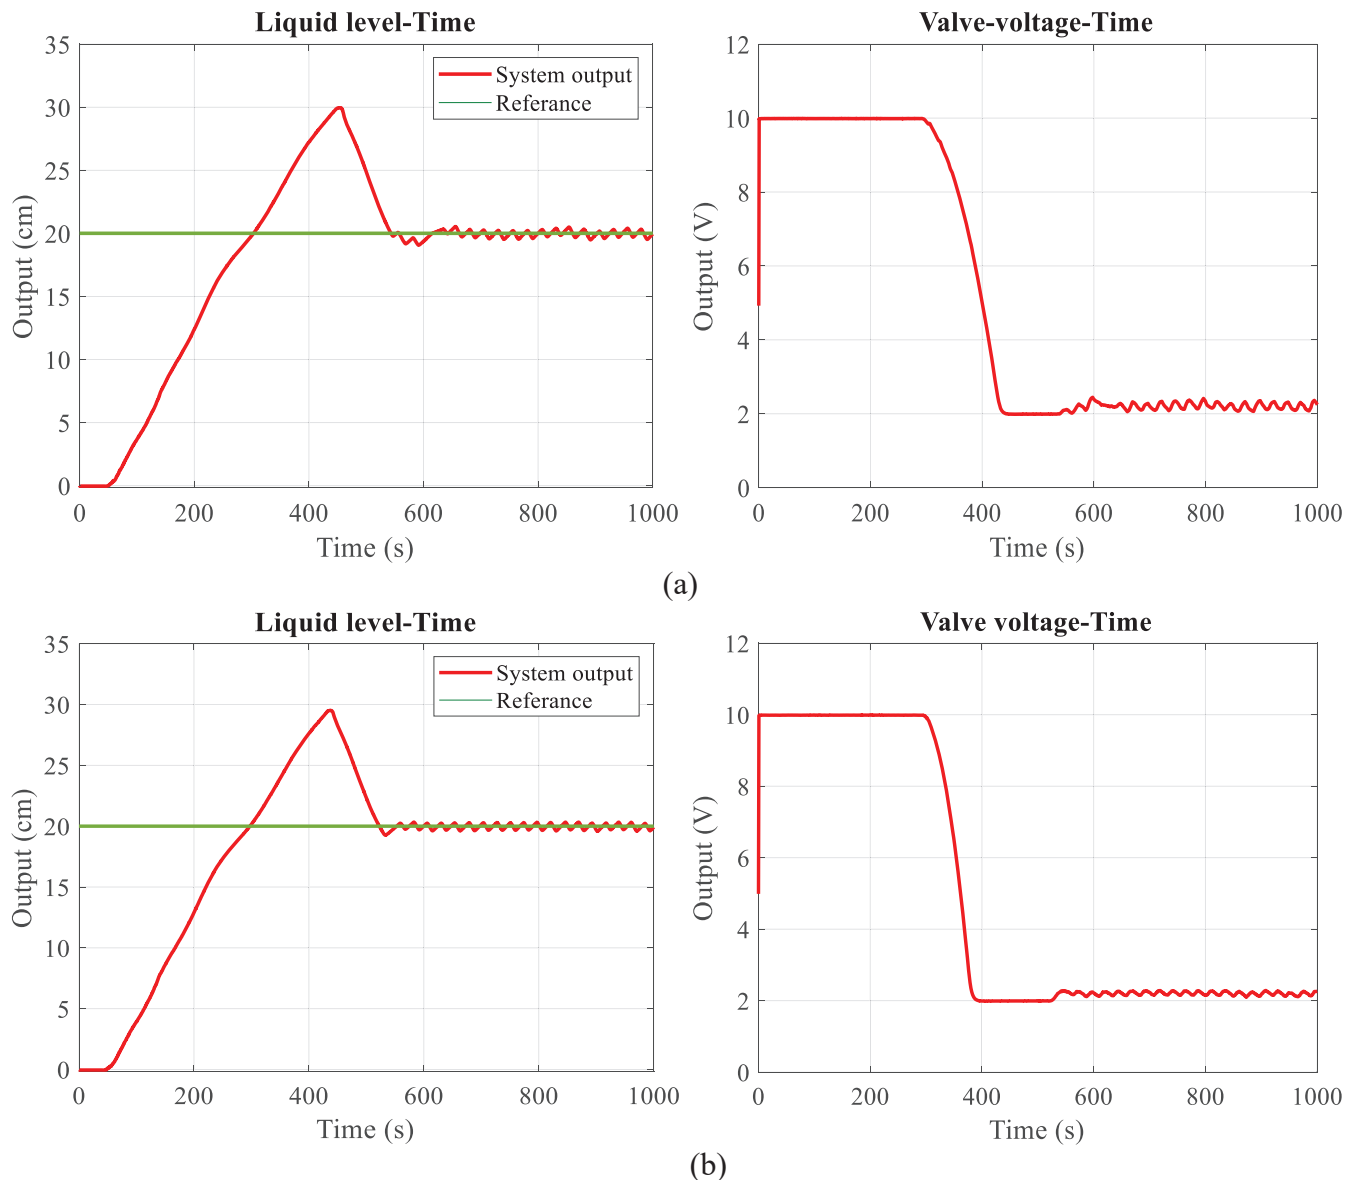 Liquid level-Time
Valve-voltage-Time
35
30
25
20
15
10
5
0
Output (cm)
System output
Referance
0 200 400 600 800 1000
Time (s)
12
10
8
6
4
2
0
Output (V)
0 200 400 600 800 1000
Time (s)
(a)
Liquid level-Time
Valve voltage-Time
35
30
25
20
15
10
5
0
Output (cm)
System output
Referance
0 200 400 600 800 1000
Time (s)
12
10
8
6
4
2
0
Output (V)
0 200 400 600 800 1000
Time (s)
(b)